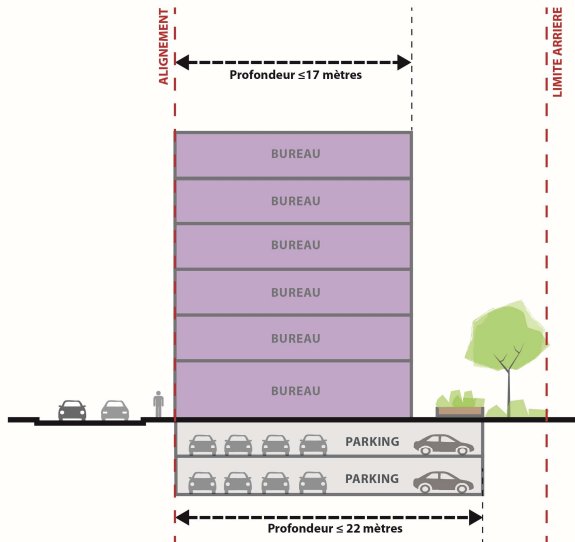 ALIGNEMENT
LIMITE ARRIERE
Profondeur ≤17 mètres
BUREAU
BUREAU
BUREAU
BUREAU
BUREAU
BUREAU
PARKING
PARKING
Profondeur ≤ 22 mètres